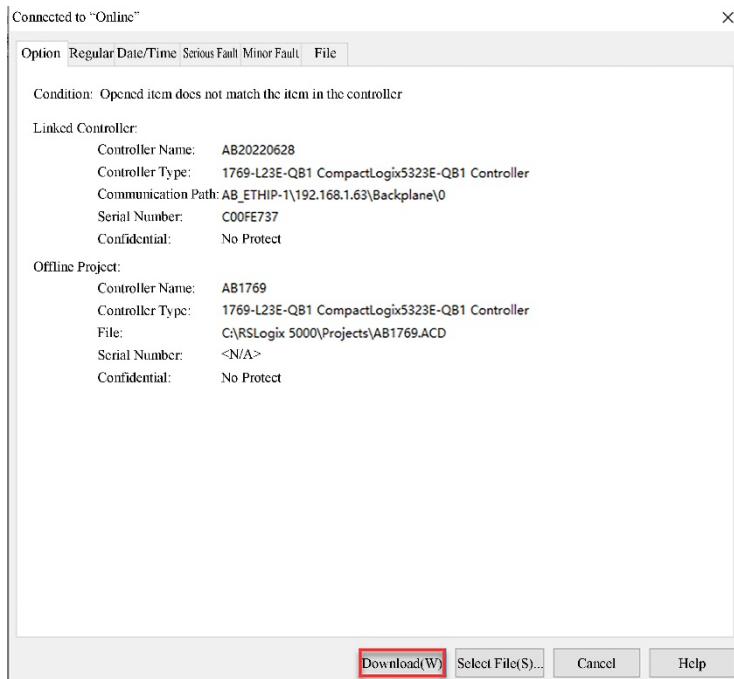 Connected to “Online”
Option Regular Date/Time Serious Fault Minor Fault File
Condition: Opened item does not match the item in the controller
Linked Controller:
Controller Name: AB20220628
Controller Type: 1769-L23E-QB1 CompactLogix5323E-QB1 Controller
Communication Path: AB_ETHIP-1\192.168.1.63\Backplane\0
Serial Number: C00FE737
Confidential: No Protect
Offline Project:
Controller Name: AB1769
Controller Type: 1769-L23E-QB1 CompactLogix5323E-QB1 Controller
File: C:\RSLogix 5000\Projects\AB1769.ACD
Serial Number: <N/A>
Confidential: No Protect
Download(W) Select File(S)... Cancel Help